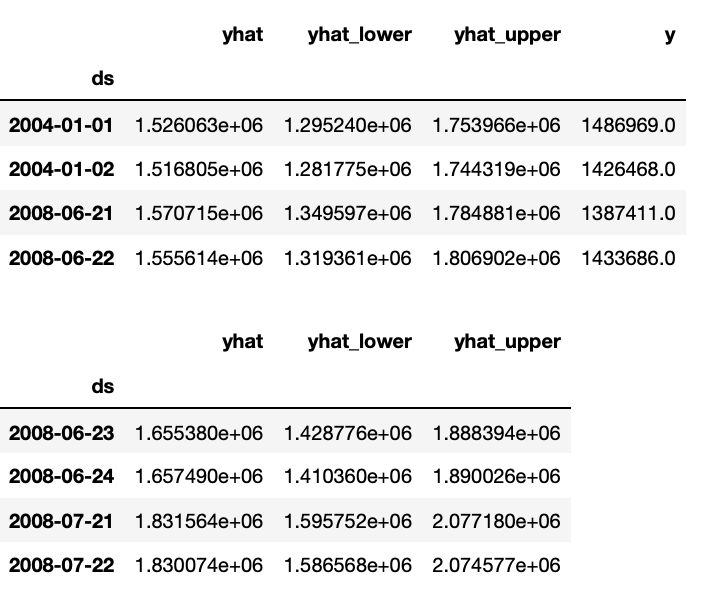 yhat yhat_lower yhat_upper y
ds
2004-01-01 1.526063e+06 1.295240e+06 1.753966e+06 1486969.0
2004-01-02 1.516805e+06 1.281775e+06 1.744319e+06 1426468.0
2008-06-21 1.570715e+06 1.349597e+06 1.784881e+06 1387411.0
2008-06-22 1.555614e+06 1.319361e+06 1.806902e+06 1433686.0
yhat yhat_lower yhat_upper
ds
2008-06-23 1.655380e+06 1.428776e+06 1.888394e+06
2008-06-24 1.657490e+06 1.410360e+06 1.890026e+06
2008-07-21 1.831564e+06 1.595752e+06 2.077180e+06
2008-07-22 1.830074e+06 1.586568e+06 2.074577e+06